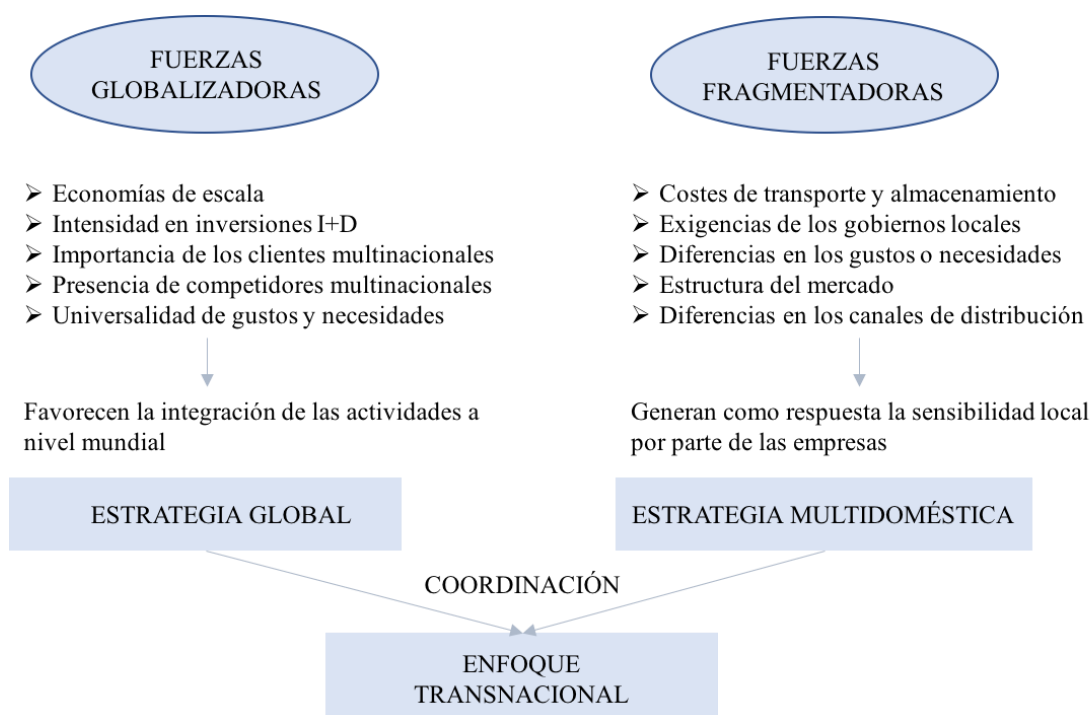 FUERZAS
GLOBALIZADORAS
➢ Economías de escala
➢ Intensidad en inversiones I+D
➢ Importancia de los clientes multinacionales
➢ Presencia de competidores multinacionales
➢ Universalidad de gustos y necesidades
Favorecen la integración de las actividades a
nivel mundial
ESTRATEGIA GLOBAL
FUERZAS
FRAGMENTADORAS
➢ Costes de transporte y almacenamiento
➢ Exigencias de los gobiernos locales
➢ Diferencias en los gustos o necesidades
➢ Estructura del mercado
➢ Diferencias en los canales de distribución
Generan como respuesta la sensibilidad local
por parte de las empresas
ESTRATEGIA MULTIDOMÉSTICA
COORDINACIÓN
ENFOQUE
TRANSNACIONAL